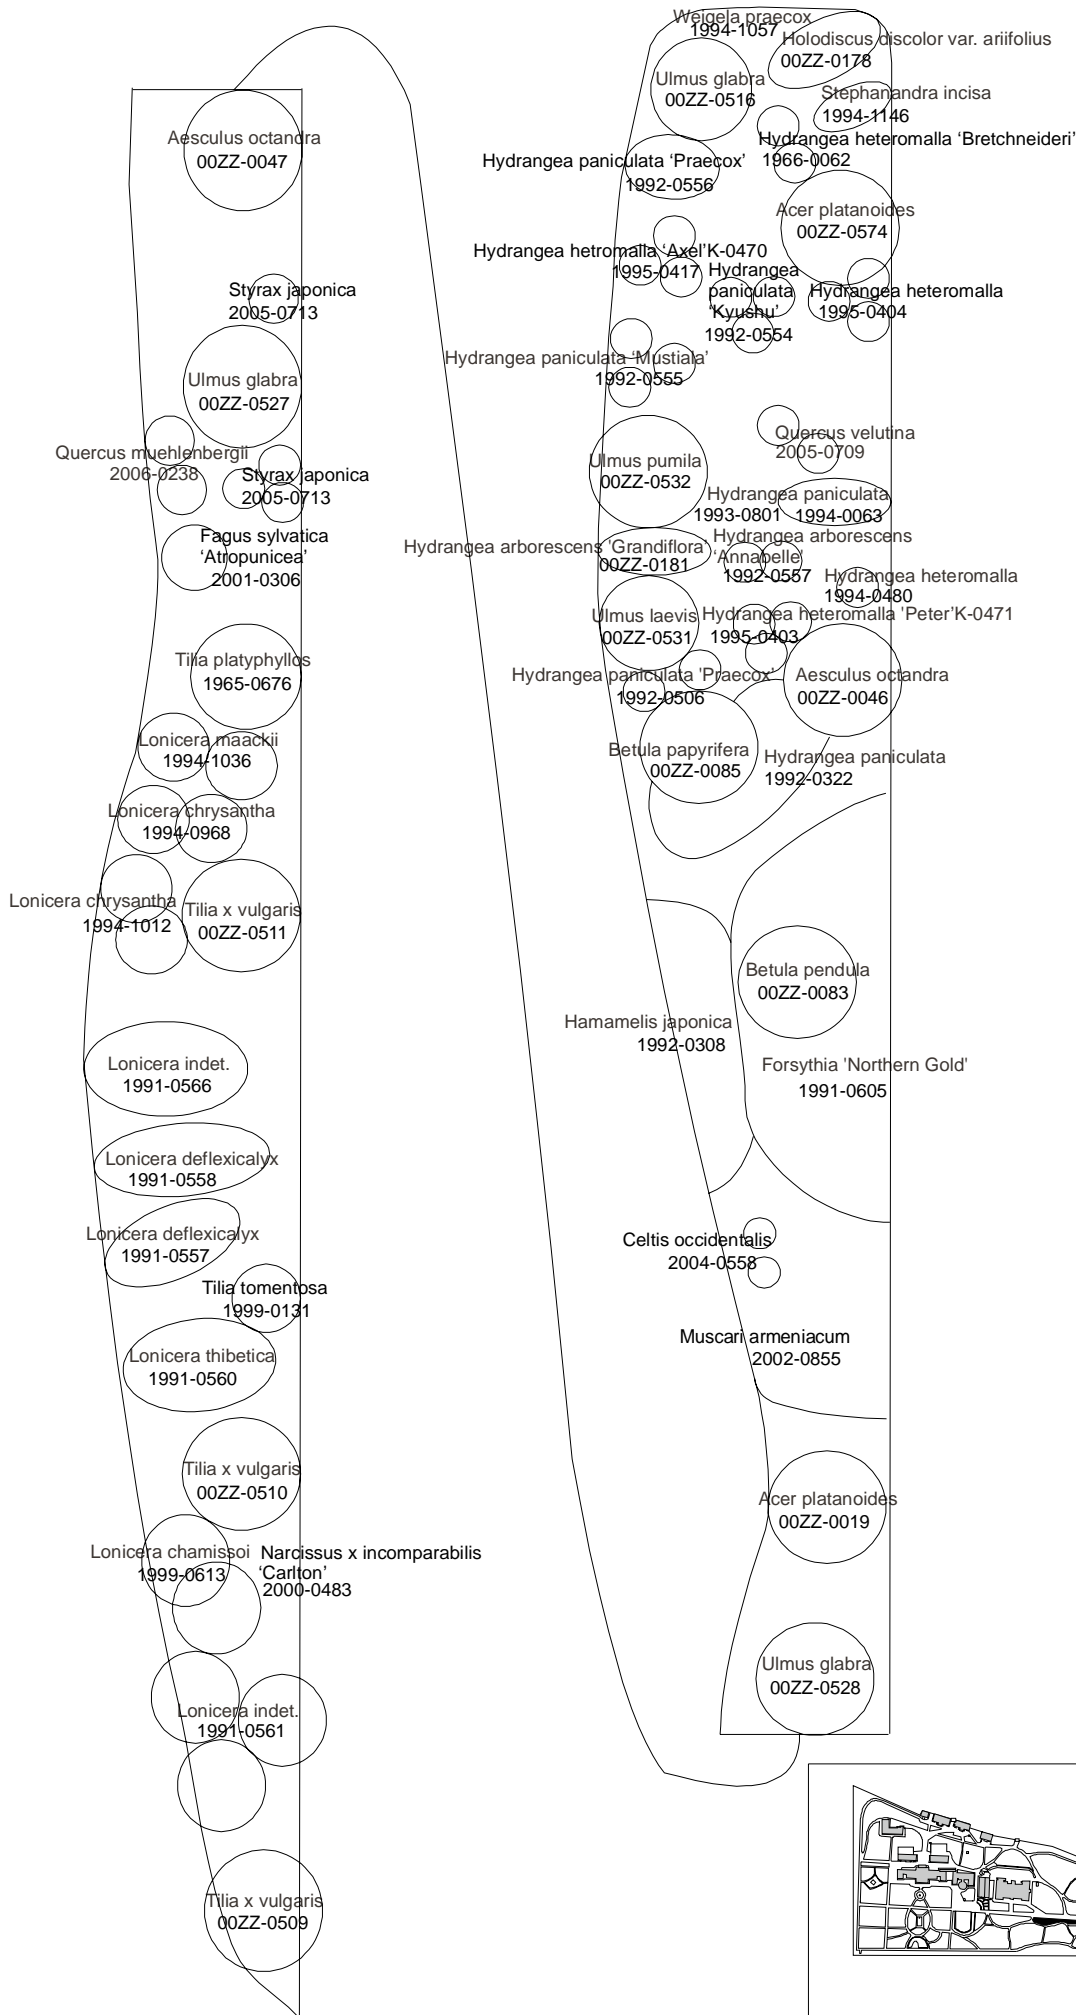 Aesculus octandra
00ZZ-0047
Styrax japonica
2005-0713
Ulmus glabra
00ZZ-0527
Quercus muehlenbergii
2006-0238
Styrax japonica
2005-0713
Fagus sylvatica
‘Atropunicea’
2001-0306
Tilia platyphyllos
1965-0676
Lonicera maackii
1994-1036
Lonicera chrysantha
1994-0968
Lonicera chrysantha
1994-1012
Tilia x vulgaris
00ZZ-0511
Lonicera indet.
1991-0566
Lonicera deflexicalyx
1991-0558
Lonicera deflexicalyx
1991-0557
Tilia tomentosa
1999-0131
Lonicera thibetica
1991-0560
Tilia x vulgaris
00ZZ-0510
Lonicera chamissoi
1999-0613
Narcissus x incomparabilis
‘Carlton’
2000-0483
Lonicera indet.
1991-0561
Tilia x vulgaris
00ZZ-0509
Weigela praecox
1994-1057
Holodiscus discolor var. ariifolius
00ZZ-0178
Ulmus glabra
00ZZ-0516
Stephanandra incisa
1994-1146
Hydrangea heteromalla ‘Bretchneideri’
1966-0062
Hydrangea paniculata ‘Praecox’
1992-0556
Acer platanoides
00ZZ-0574
Hydrangea hetromalla ‘Axel’K-0470
1995-0417
Hydrangea
paniculata
‘Kyushu’
1992-0554
Hydrangea heteromalla
1995-0404
Hydrangea paniculata ‘Mustiala’
1992-0555
Quercus velutina
2005-0709
Ulmus pumila
00ZZ-0532
Hydrangea paniculata
1993-0801
1994-0063
Hydrangea arborescens ‘Grandiflora’
00ZZ-0181
Hydrangea arborescens
‘Annabelle’
1992-0557
Hydrangea heteromalla
1994-0480
Ulmus laevis
00ZZ-0531
Hydrangea heteromalla 'Peter'K-0471
1995-0403
Hydrangea paniculata 'Praecox'
1992-0506
Aesculus octandra
00ZZ-0046
Betula papyrifera
00ZZ-0085
Hydrangea paniculata
1992-0322
Betula pendula
00ZZ-0083
Hamamelis japonica
1992-0308
Forsythia 'Northern Gold'
1991-0605
Celtis occidentalis
2004-0558
Muscari armeniacum
2002-0855
Acer platanoides
00ZZ-0019
Ulmus glabra
00ZZ-0528